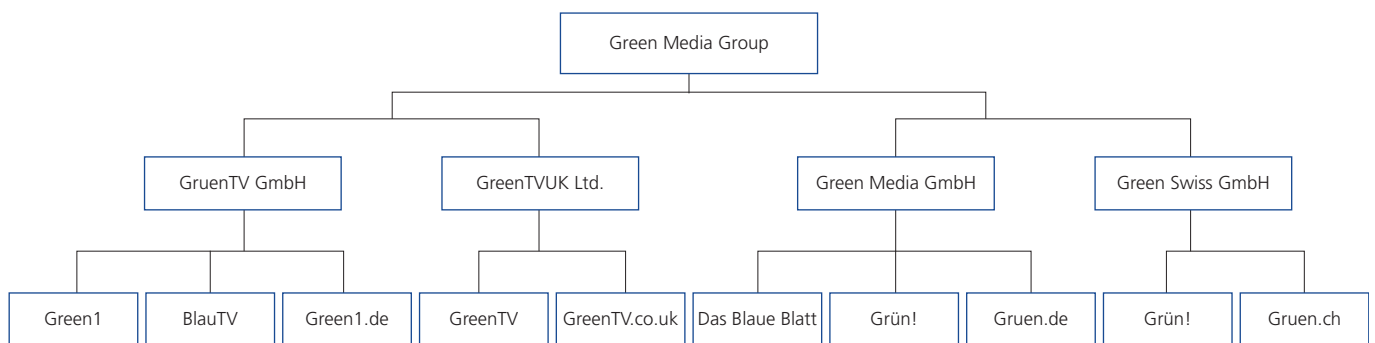 Green Media Group
GruenTV GmbH
GreenTVUK Ltd.
Green Media GmbH
Green Swiss GmbH
Green1
BlauTV
Green1.de
GreenTV
GreenTV.co.uk
Das Blaue Blatt
Grün!
Gruen.de
Grün!
Gruen.ch